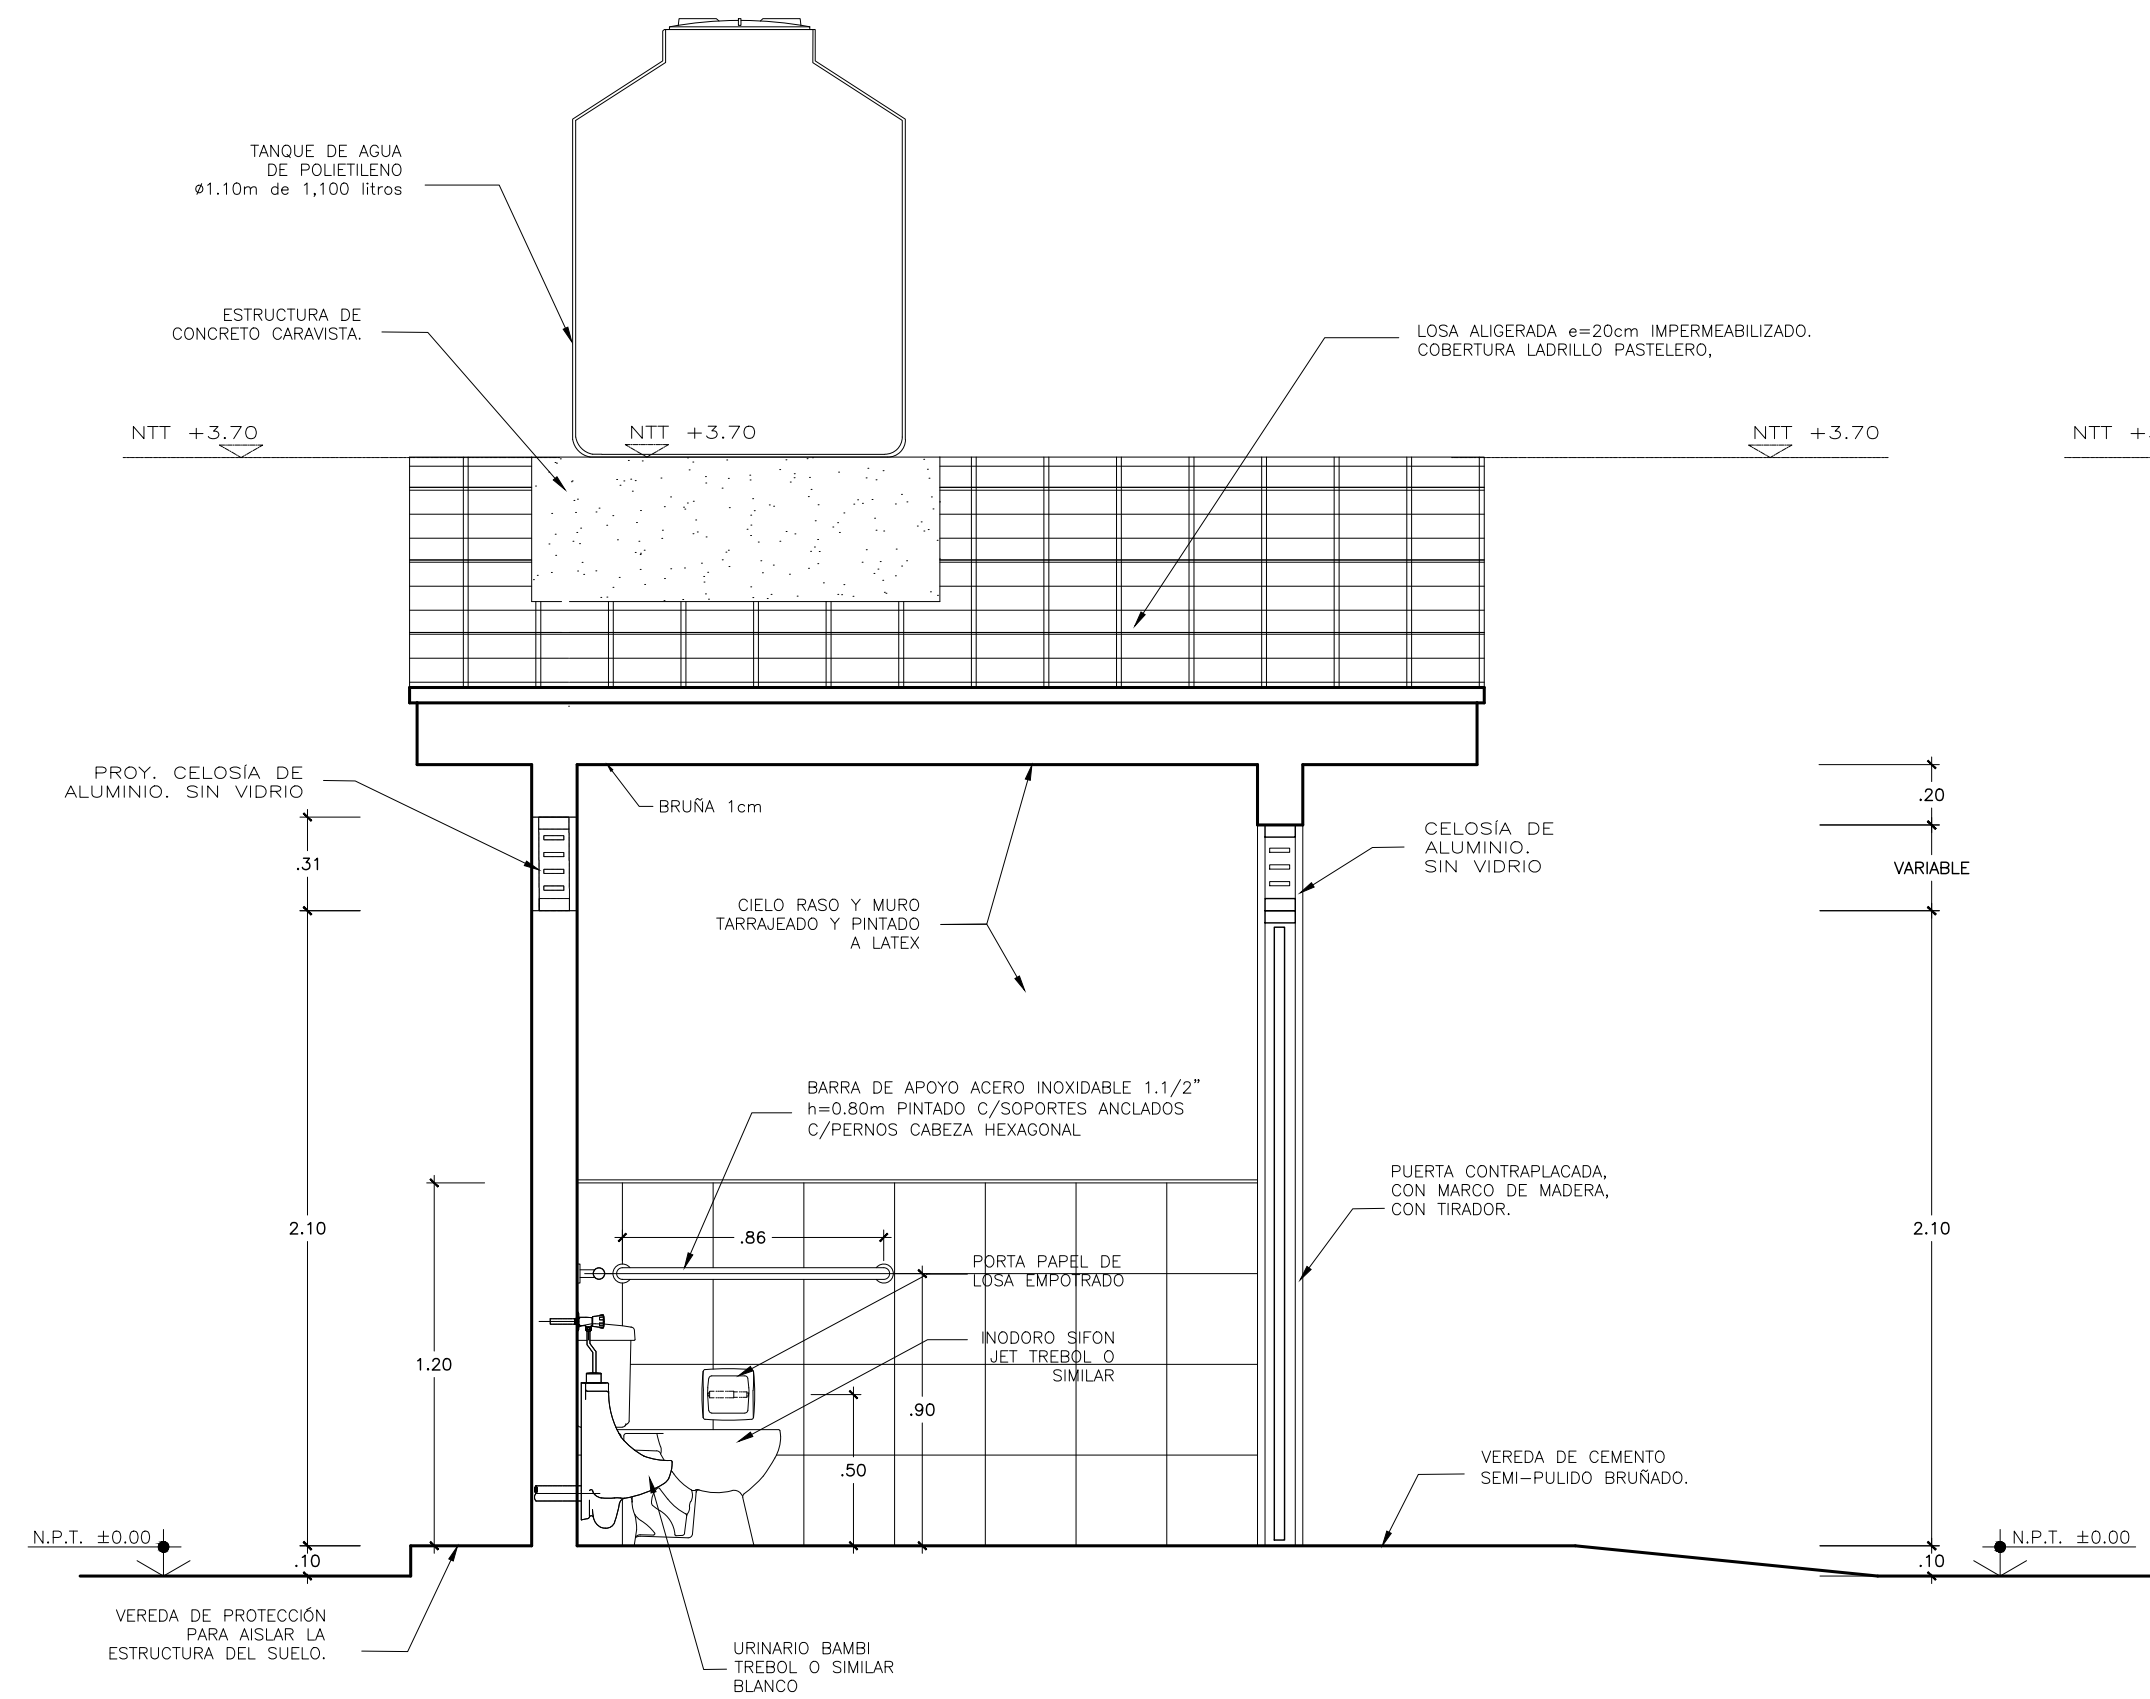 TANQUE DE AGUA
DE POLIETILENO
ø1.10m de 1,100 litros
ESTRUCTURA DE
CONCRETO CARAVISTA.
LOSA ALIGERADA e=20cm IMPERMEABILIZADO.
COBERTURA LADRILLO PASTELERO,
NTT +3.70
NTT +3.70
NTT +3.70
NTT +
PROY. CELOSÍA DE
ALUMINIO. SIN VIDRIO
BRUÑA 1cm
.20
CELOSÍA DE
ALUMINIO.
SIN VIDRIO
.31
VARIABLE
CIELO RASO Y MURO
TARRAJEADO Y PINTADO
A LATEX
BARRA DE APOYO ACERO INOXIDABLE 1.1/2”
h=0.80m PINTADO C/SOPORTES ANCLADOS
C/PERNOS CABEZA HEXAGONAL
PUERTA CONTRAPLACADA,
CON MARCO DE MADERA,
CON TIRADOR.
2.10
.86
2.10
PORTA PAPEL DE
LOSA EMPOTRADO
1.20
INODORO SIFON
JET TREBOL O
SIMILAR
.90
.50
VEREDA DE CEMENTO
SEMI-PULIDO BRUÑADO.
N.P.T. ±0.00
.10
.10
N.P.T. ±0.00
VEREDA DE PROTECCIÓN
PARA AISLAR LA
ESTRUCTURA DEL SUELO.
URINARIO BAMBI
TREBOL O SIMILAR
BLANCO